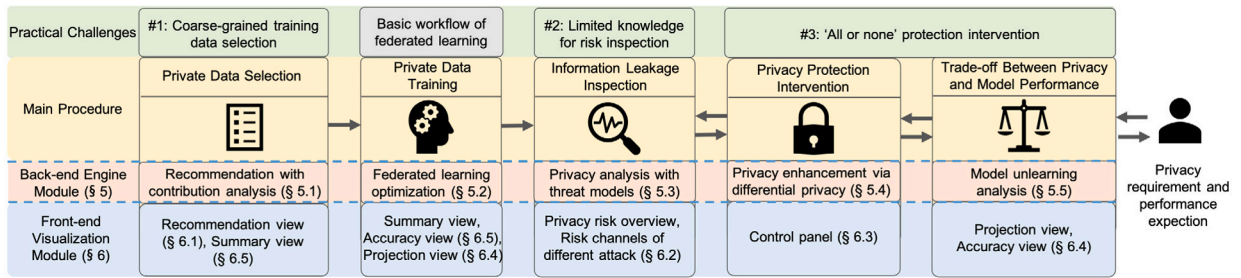 Practical Challenges
#1: Coarse-grained training
data selection
Basic workflow of
federated learning
#2: Limited knowledge
for risk inspection
#3: ‘All or none’ protection intervention
Main Procedure
Private Data Selection
Private Data
Training
Information Leakage
Inspection
Privacy Protection
Intervention
Trade-off Between Privacy
and Model Performance
Privacy
requirement and
performance
expection
Back-end Engine
Module (§ 5)
Recommendation with
contribution analysis (§ 5.1)
Federated learning
optimization (§ 5.2)
Privacy analysis with
threat models (§ 5.3)
Privacy enhancement via
differential privacy (§ 5.4)
Model unlearning
analysis (§ 5.5)
Front-end
Visualization
Module (§ 6)
Recommendation view
(§ 6.1), Summary view
(§ 6.5)
Summary view,
Accuracy view (§ 6.5),
Projection view (§ 6.4)
Privacy risk overview,
Risk channels of
different attack (§ 6.2)
Control panel (§ 6.3)
Projection view,
Accuracy view (§ 6.4)